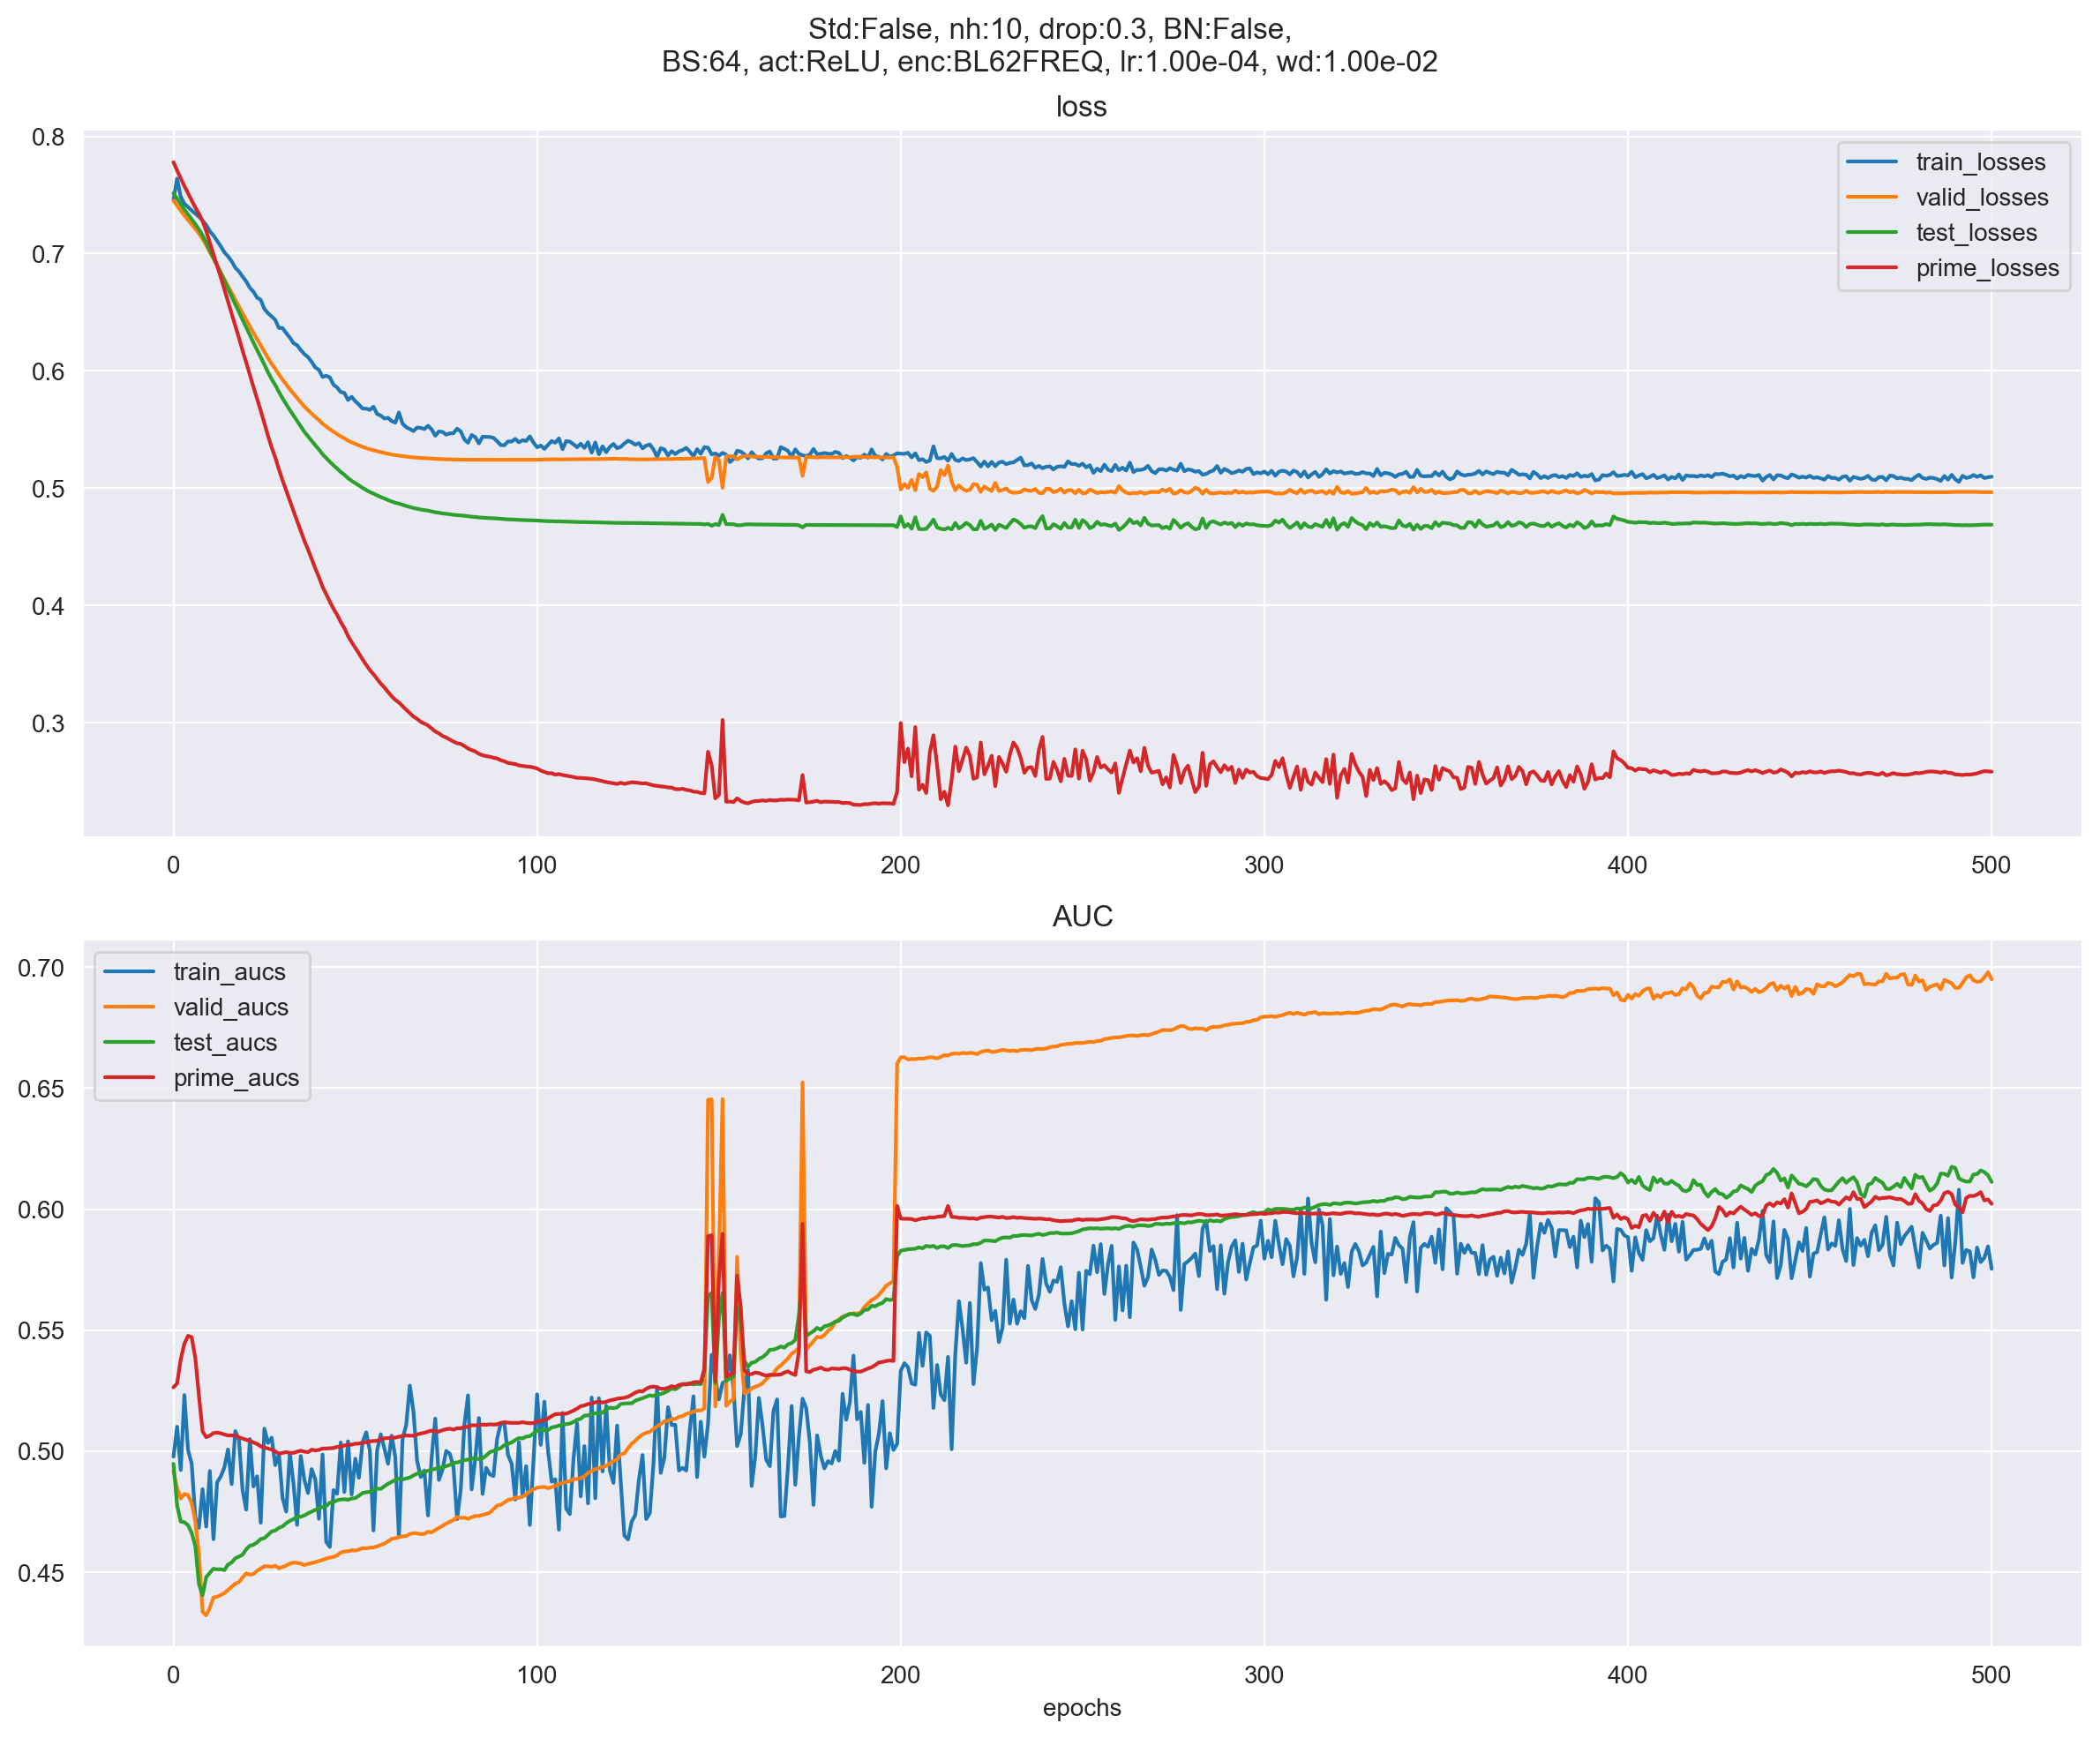 Std:False, nh:10, drop:0.3, BN:False,
BS:64, act:ReLU, enc:BL62FREQ, lr:1.00e-04, wd:1.00e-02
loss
0.8
0.7
0.6
0.5
0.4
0.3
train_losses
valid_losses
test_losses
prime_losses
0 100 200 300 400 500
AUC
0.70
0.65
0.60
0.55
0.50
0.45
train_aucs
valid_aucs
test_aucs
prime_aucs
0 100 200 300 400 500
epochs